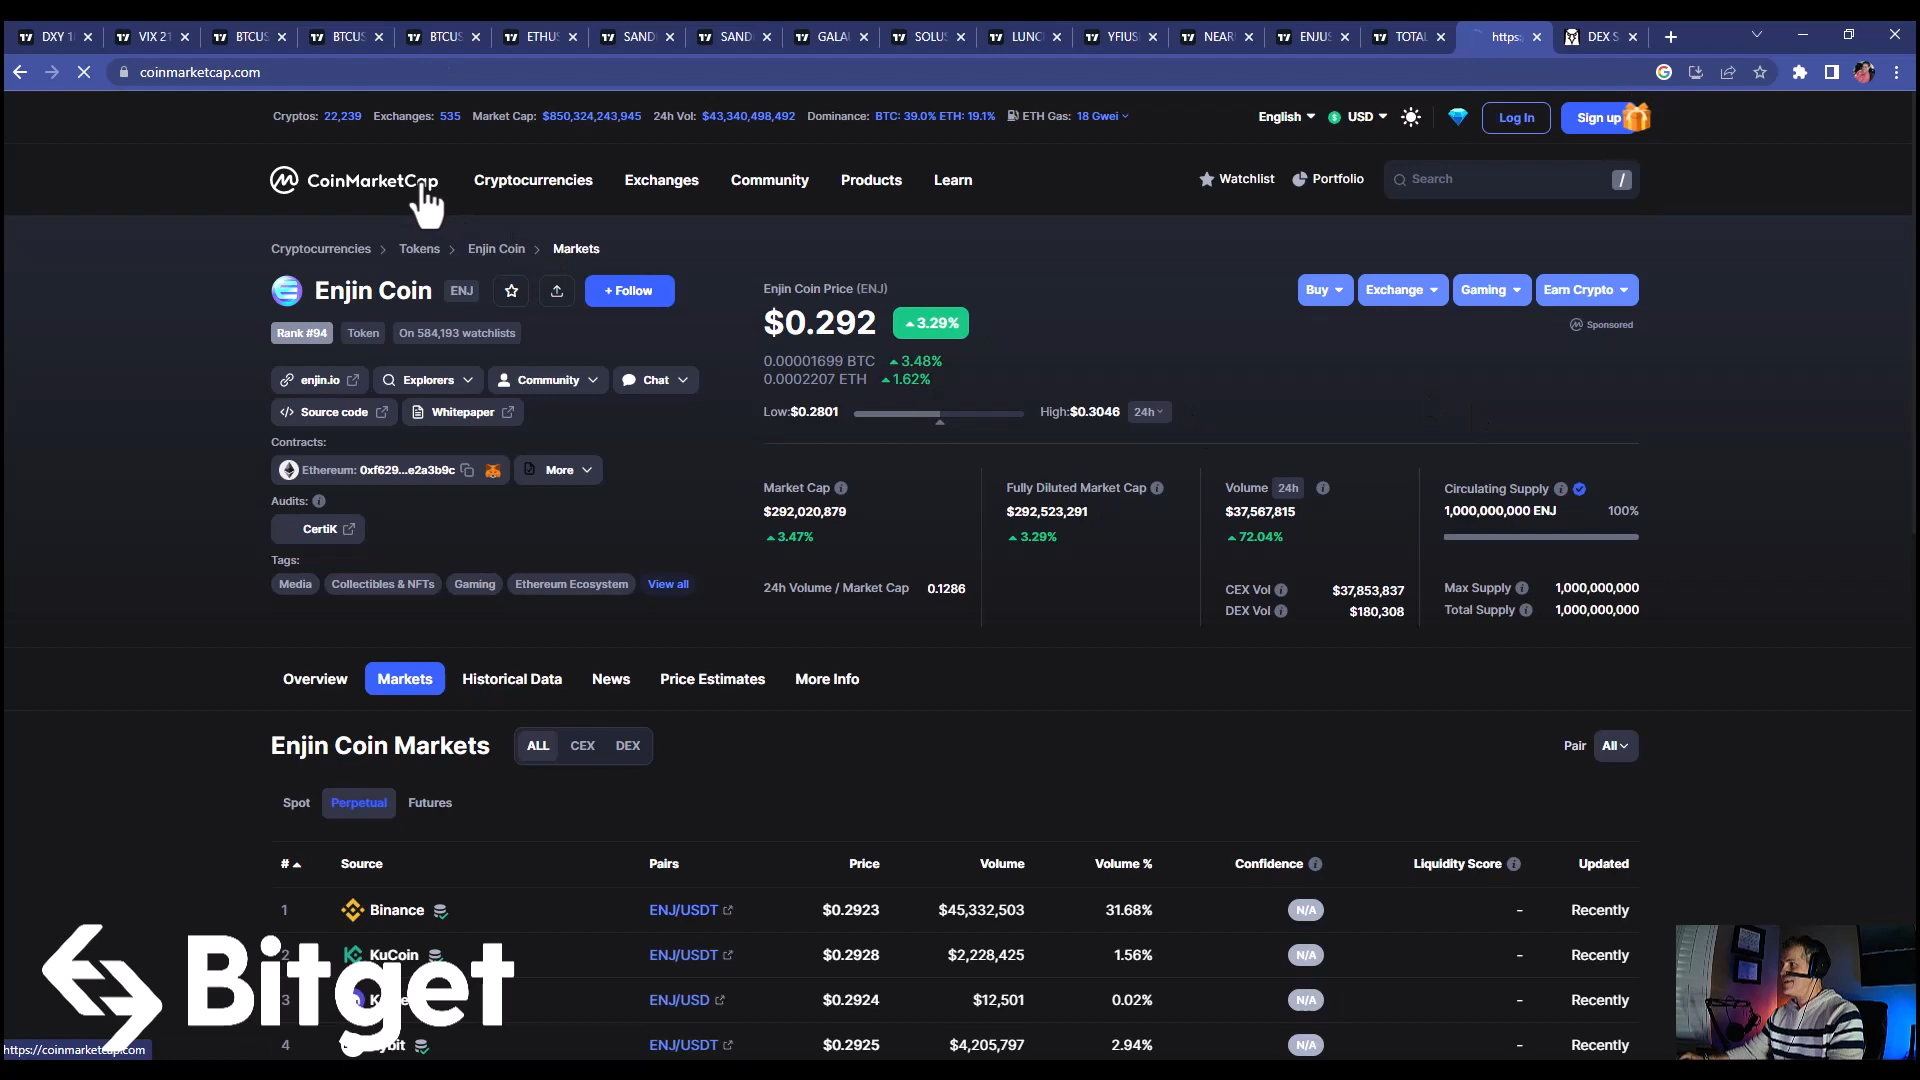 DXY 1 VIX 21 BTCUS BTCUS BTCUS ETHUS SAND SAND GALA SOLUS LUNC YFIUS NEAR ENJUS TOTAL https: DEX S
coinmarketcap.com
Cryptos: 22,239 Exchanges: 535 Market Cap: $850,324,243,945 24h Vol: $43,340,498,492 Dominance: BTC: 39.0% ETH: 19.1% ETH Gas: 18 Gwei English USD Log In Sign up
CoinMarketCap Cryptocurrencies Exchanges Community Products Learn Watchlist Portfolio Search /
Cryptocurrencies > Tokens > Enjin Coin > Markets
Enjin Coin ENJ + Follow
Rank #94 Token On 584,193 watchlists
enjin.io Explorers Community Chat
Source code Whitepaper
Contracts:
Ethereum: 0xf629...e2a3b9c More
Audits:
CertiK
Tags:
Media Collectibles & NFTs Gaming Ethereum Ecosystem View all
Enjin Coin Price (ENJ)
$0.292 3.29%
0.00001699 BTC 3.48%
0.0002207 ETH 1.62%
Low:$0.2801 High:$0.3046 24h
Buy Exchange Gaming Earn Crypto
Sponsored
Market Cap
$292,020,879
3.47%
24h Volume / Market Cap 0.1286
Fully Diluted Market Cap
$292,523,291
3.29%
Volume 24h
$37,567,815
72.04%
CEX Vol $37,853,837
DEX Vol $180,308
Circulating Supply
1,000,000,000 ENJ 100%
Max Supply 1,000,000,000
Total Supply 1,000,000,000
Overview Markets Historical Data News Price Estimates More Info
Enjin Coin Markets ALL CEX DEX Pair All
Spot Perpetual Futures
# Source Pairs Price Volume Volume % Confidence Liquidity Score Updated
1 Binance ENJ/USDT $0.2923 $45,332,503 31.68% N/A - Recently
2 KuCoin ENJ/USDT $0.2928 $2,228,425 1.56% N/A - Recently
3 ENJ/USD $0.2924 $12,501 0.02% N/A - Recently
4 ENJ/USDT $0.2925 $4,205,797 2.94% N/A - Recently
Bitget
https://coinmarketcap.com